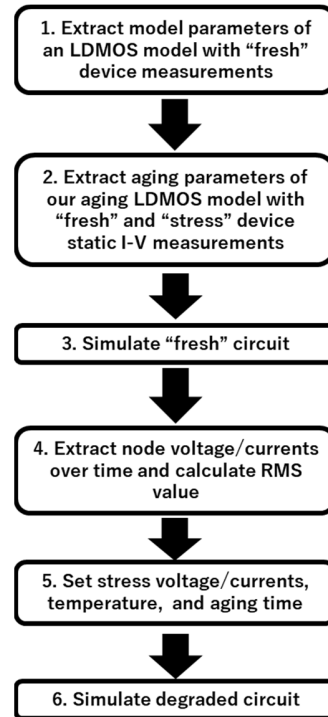 1. Extract model parameters of
an LDMOS model with “fresh”
device measurements
2. Extract aging parameters of
our aging LDMOS model with
“fresh” and “stress” device
static I-V measurements
3. Simulate “fresh” circuit
4. Extract node voltage/currents
over time and calculate RMS
value
5. Set stress voltage/currents,
temperature, and aging time
6. Simulate degraded circuit